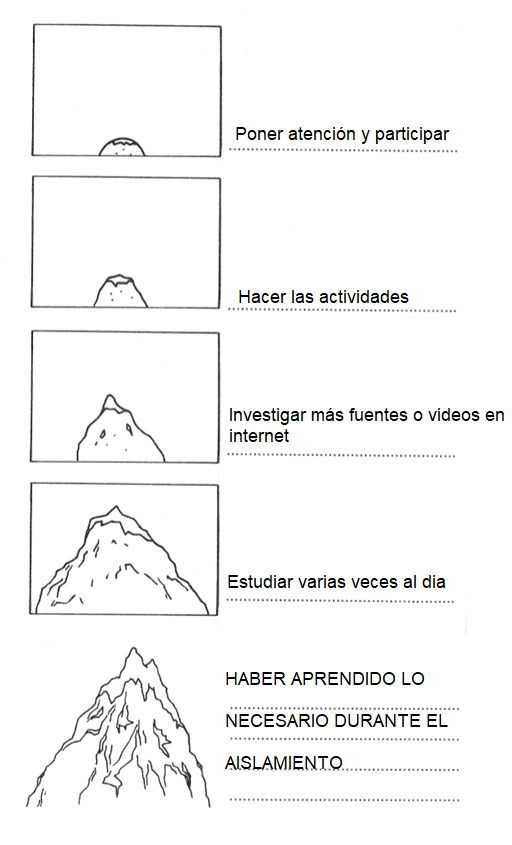 Poner atención y participar
Hacer las actividades
Investigar más fuentes o videos en
internet
Estudiar varias veces al dia
HABER APRENDIDO LO
NECESARIO DURANTE EL
AISLAMIENTO